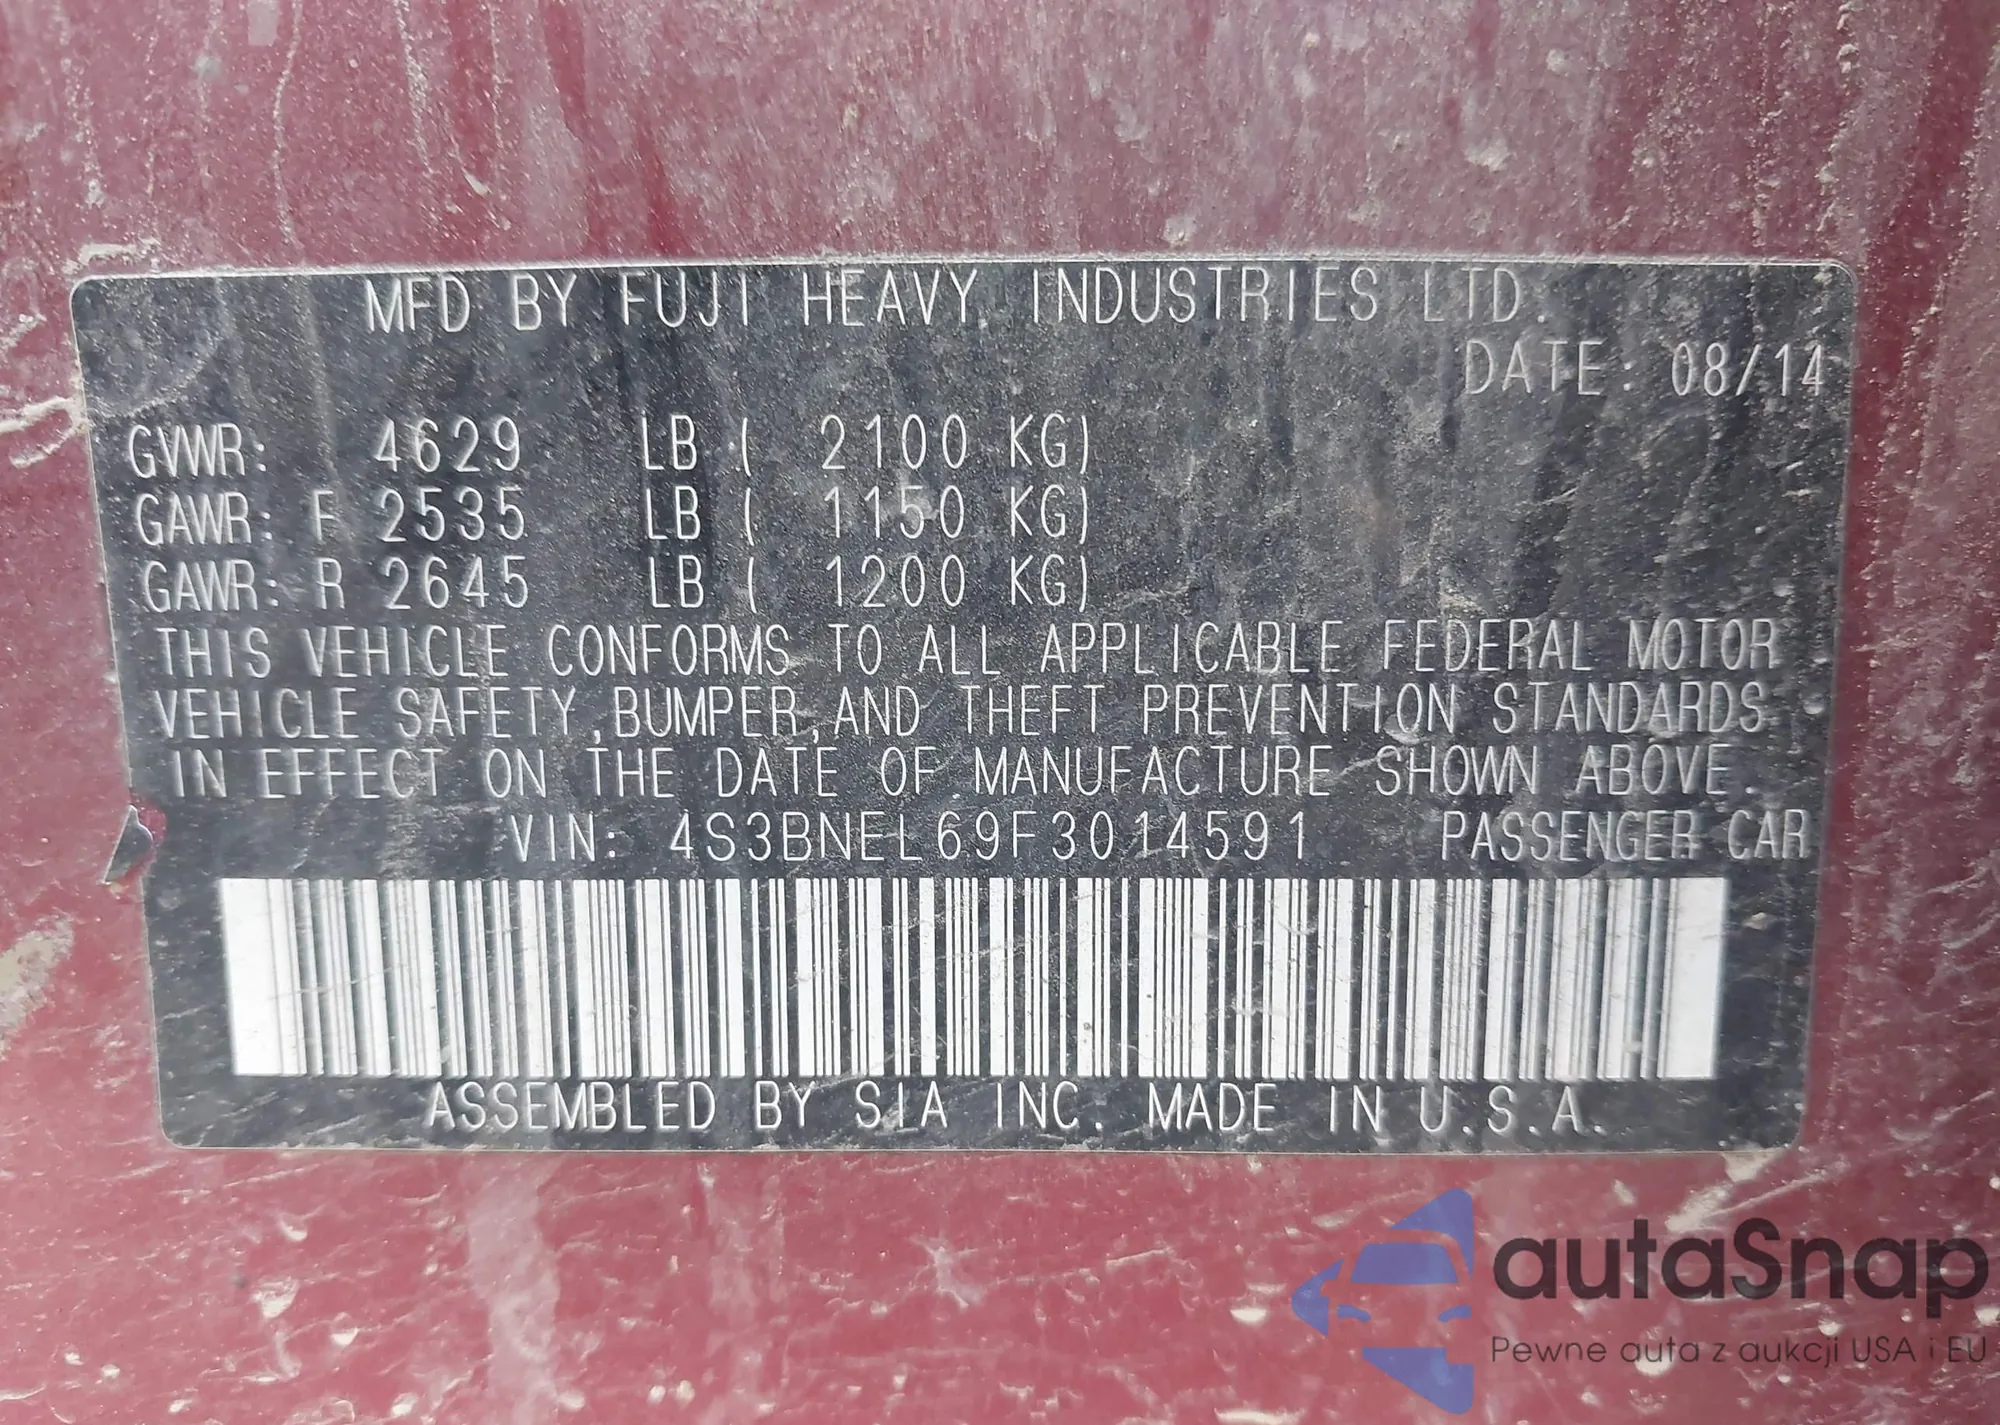 MFD BY FUJI HEAVY INDUSTRIES LTD.
DATE: 08/14
GVWR: 4629 LB ( 2100 KG)
GAWR: F 2535 LB ( 1150 KG)
GAWR: R 2645 LB ( 1200 KG)
THIS VEHICLE CONFORMS TO ALL APPLICABLE FEDERAL MOTOR
VEHICLE SAFETY,BUMPER,AND THEFT PREVENTION STANDARDS
IN EFFECT ON THE DATE OF MANUFACTURE SHOWN ABOVE.
VIN: 4S3BNEL69F3014591 PASSENGER CAR
ASSEMBLED BY SIA INC. MADE IN U.S.A.
autaSnap
Pewne auta z aukcji USA i EU